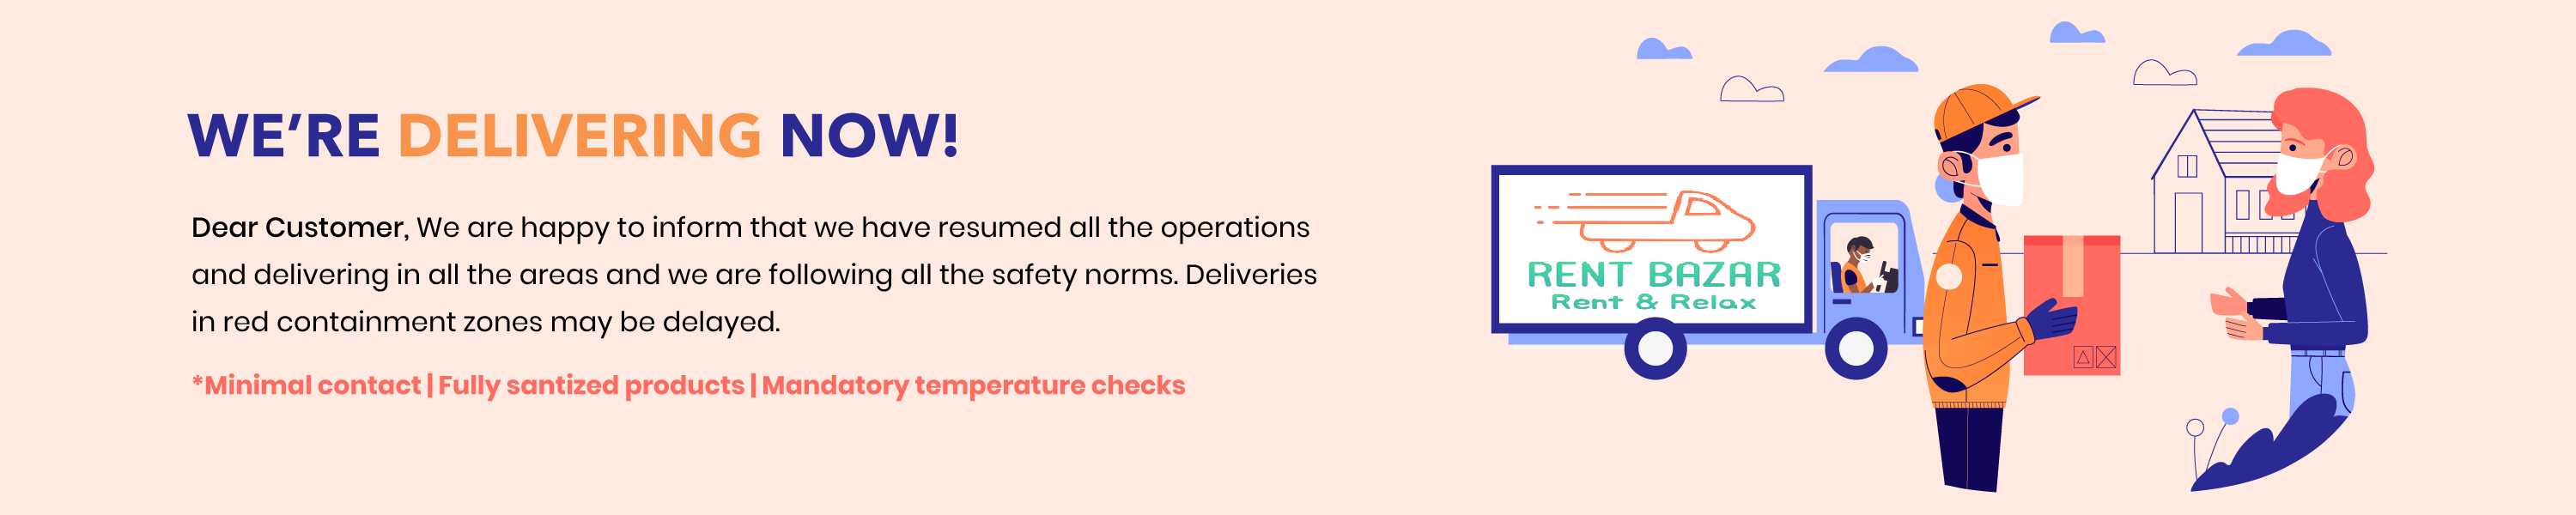 WE’RE DELIVERING NOW!
Dear Customer, We are happy to inform that we have resumed all the operations
and delivering in all the areas and we are following all the safety norms. Deliveries
in red containment zones may be delayed.
*Minimal contact | Fully santized products | Mandatory temperature checks
RENT BAZAR
Rent & Relax